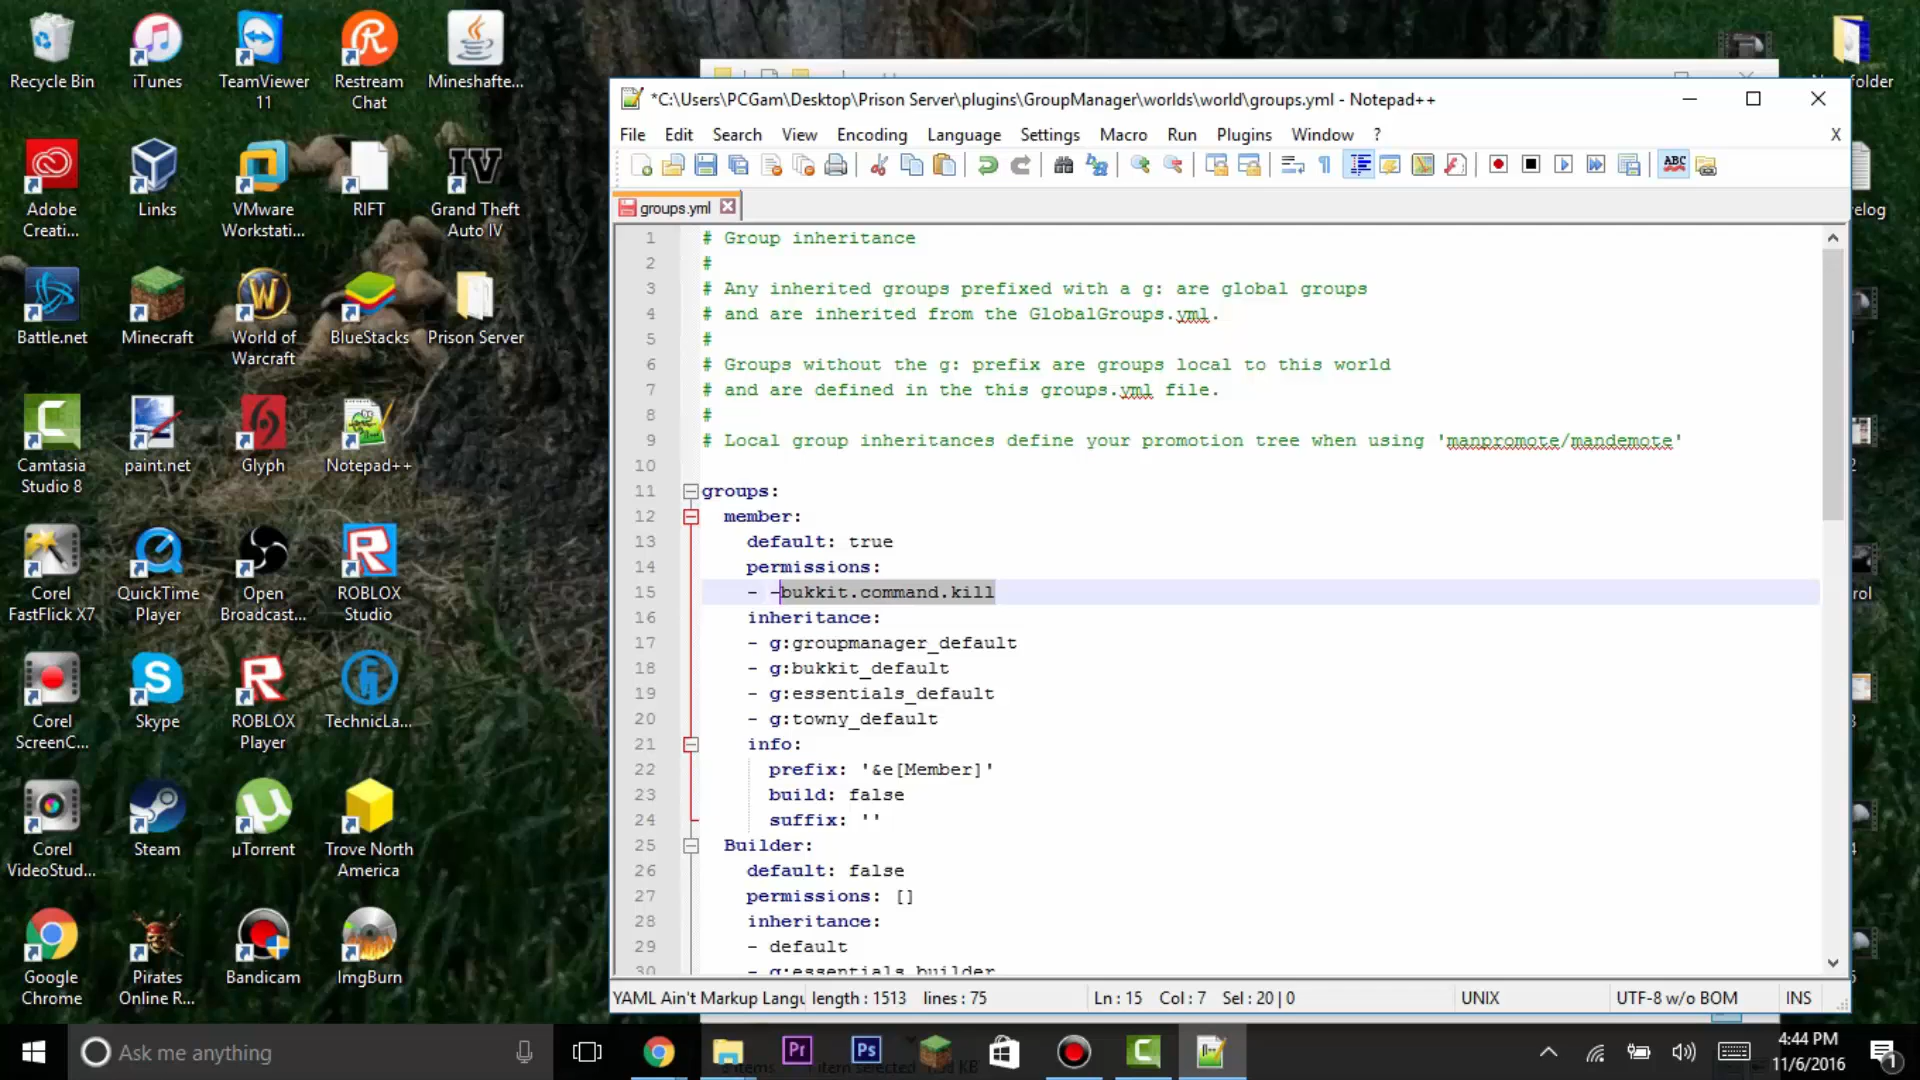 Recycle Bin
iTunes
TeamViewer 11
Restream Chat
Mineshafte...
Adobe Creati...
Links
VMware Workstati...
RIFT
Grand Theft Auto IV
Battle.net
Minecraft
World of Warcraft
BlueStacks
Prison Server
Camtasia Studio 8
paint.net
Glyph
Notepad++
Corel FastFlick X7
QuickTime Player
Open Broadcast...
ROBLOX Studio
Corel ScreenC...
Skype
ROBLOX Player
TechnicLa...
Corel VideoStud...
Steam
µTorrent
Trove North America
Google Chrome
Pirates Online R...
Bandicam
ImgBurn
*C:\Users\PCGam\Desktop\Prison Server\plugins\GroupManager\worlds\world\groups.yml - Notepad++
File Edit Search View Encoding Language Settings Macro Run Plugins Window ? X
groups.yml
1 # Group inheritance
2 #
3 # Any inherited groups prefixed with a g: are global groups
4 # and are inherited from the GlobalGroups.yml.
5 #
6 # Groups without the g: prefix are groups local to this world
7 # and are defined in the this groups.yml file.
8 #
9 # Local group inheritances define your promotion tree when using 'manpromote/mandemote'
10
11 groups:
12 member:
13 default: true
14 permissions:
15 - -bukkit.command.kill
16 inheritance:
17 - g:groupmanager_default
18 - g:bukkit_default
19 - g:essentials_default
20 - g:towny_default
21 info:
22 prefix: '&e[Member]'
23 build: false
24 suffix: ''
25 Builder:
26 default: false
27 permissions: []
28 inheritance:
29 - default
30 - g:essentials_builder
YAML Ain't Markup Langu length : 1513 lines : 75 Ln : 15 Col : 7 Sel : 20 | 0 UNIX UTF-8 w/o BOM INS
Ask me anything
4:44 PM
11/6/2016